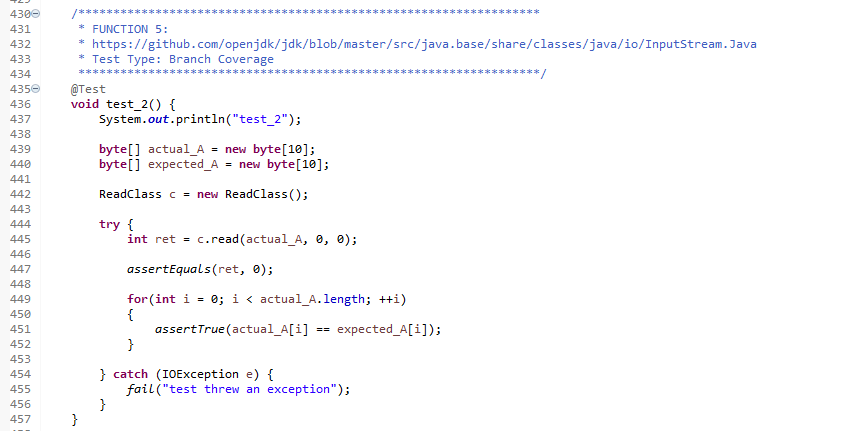 430 /******************************************************************
431  * FUNCTION 5:
432  * https://github.com/openjdk/jdk/blob/master/src/java.base/share/classes/java/io/InputStream.Java
433  * Test Type: Branch Coverage
434  ******************************************************************/
435 @Test
436 void test_2() {
437     System.out.println("test_2");
438
439     byte[] actual_A = new byte[10];
440     byte[] expected_A = new byte[10];
441
442     ReadClass c = new ReadClass();
443
444     try {
445         int ret = c.read(actual_A, 0, 0);
446
447         assertEquals(ret, 0);
448
449         for(int i = 0; i < actual_A.length; ++i)
450         {
451             assertTrue(actual_A[i] == expected_A[i]);
452         }
453
454     } catch (IOException e) {
455         fail("test threw an exception");
456     }
457 }